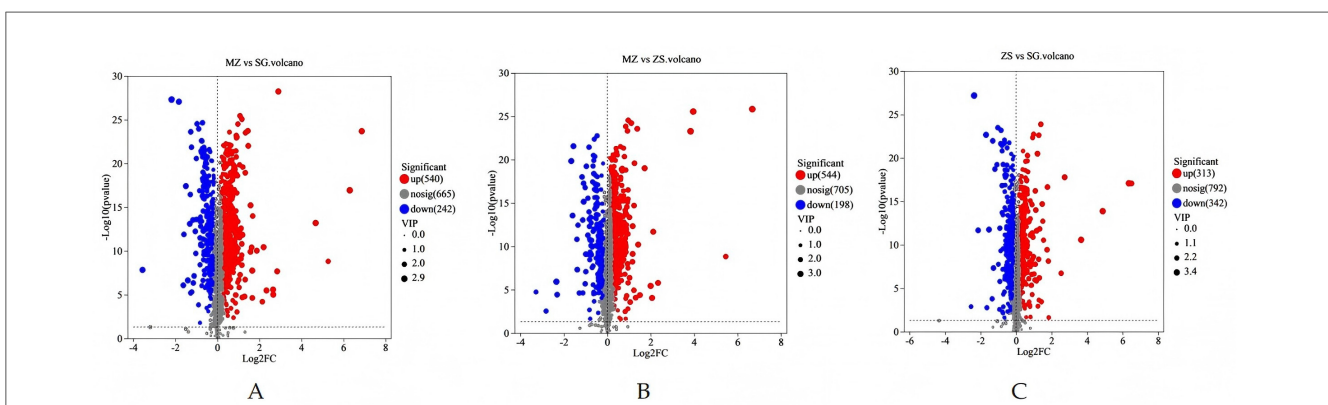 MZ vs SG.volcano
30
25
20
15
10
5
0
-Log10(pvalue)
-4
-2
0
2
4
6
8
Log2FC
Significant
up(540)
nosig(665)
down(242)
VIP
0.0
1.0
2.0
2.9
A
MZ vs ZS.volcano
30
25
20
15
10
5
0
-Log10(pvalue)
-4
-2
0
2
4
6
8
Log2FC
Significant
up(544)
nosig(705)
down(198)
VIP
0.0
1.0
2.0
3.0
B
ZS vs SG.volcano
30
25
20
15
10
5
0
-Log10(pvalue)
-6
-4
-2
0
2
4
6
8
Log2FC
Significant
up(313)
nosig(792)
down(342)
VIP
0.0
1.1
2.2
3.4
C